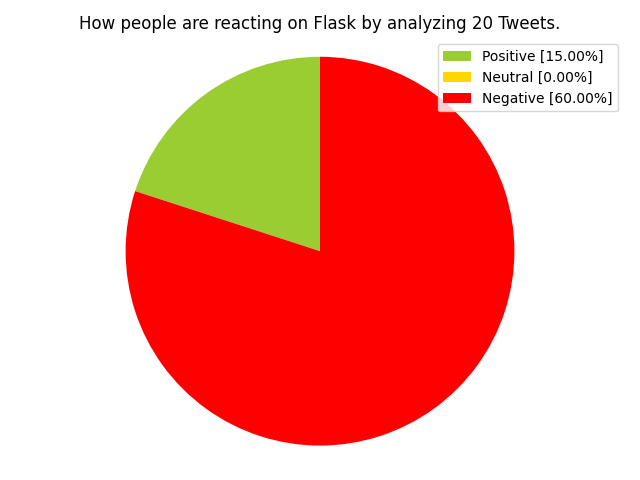 How people are reacting on Flask by analyzing 20 Tweets.
Positive [15.00%]
Neutral [0.00%]
Negative [60.00%]